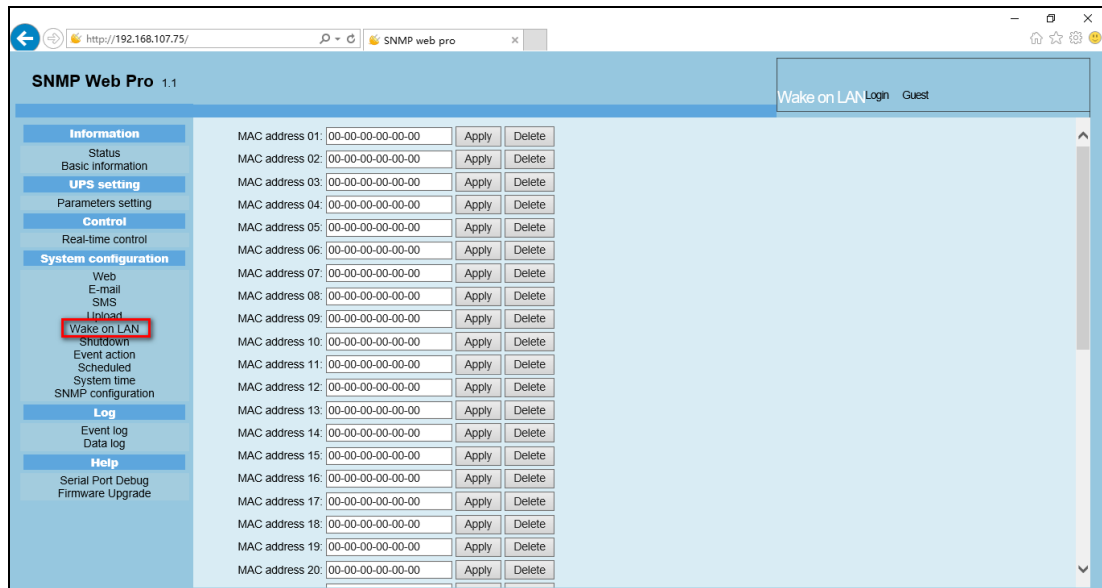 http://192.168.107.75/
SNMP web pro
SNMP Web Pro 1.1
Wake on LAN Login Guest
Information
Status
Basic information
UPS setting
Parameters setting
Control
Real-time control
System configuration
Web
E-mail
SMS
Upload
Wake on LAN
Shutdown
Event action
Scheduled
System time
SNMP configuration
Log
Event log
Data log
Help
Serial Port Debug
Firmware Upgrade
MAC address 01: 00-00-00-00-00-00 Apply Delete
MAC address 02: 00-00-00-00-00-00 Apply Delete
MAC address 03: 00-00-00-00-00-00 Apply Delete
MAC address 04: 00-00-00-00-00-00 Apply Delete
MAC address 05: 00-00-00-00-00-00 Apply Delete
MAC address 06: 00-00-00-00-00-00 Apply Delete
MAC address 07: 00-00-00-00-00-00 Apply Delete
MAC address 08: 00-00-00-00-00-00 Apply Delete
MAC address 09: 00-00-00-00-00-00 Apply Delete
MAC address 10: 00-00-00-00-00-00 Apply Delete
MAC address 11: 00-00-00-00-00-00 Apply Delete
MAC address 12: 00-00-00-00-00-00 Apply Delete
MAC address 13: 00-00-00-00-00-00 Apply Delete
MAC address 14: 00-00-00-00-00-00 Apply Delete
MAC address 15: 00-00-00-00-00-00 Apply Delete
MAC address 16: 00-00-00-00-00-00 Apply Delete
MAC address 17: 00-00-00-00-00-00 Apply Delete
MAC address 18: 00-00-00-00-00-00 Apply Delete
MAC address 19: 00-00-00-00-00-00 Apply Delete
MAC address 20: 00-00-00-00-00-00 Apply Delete